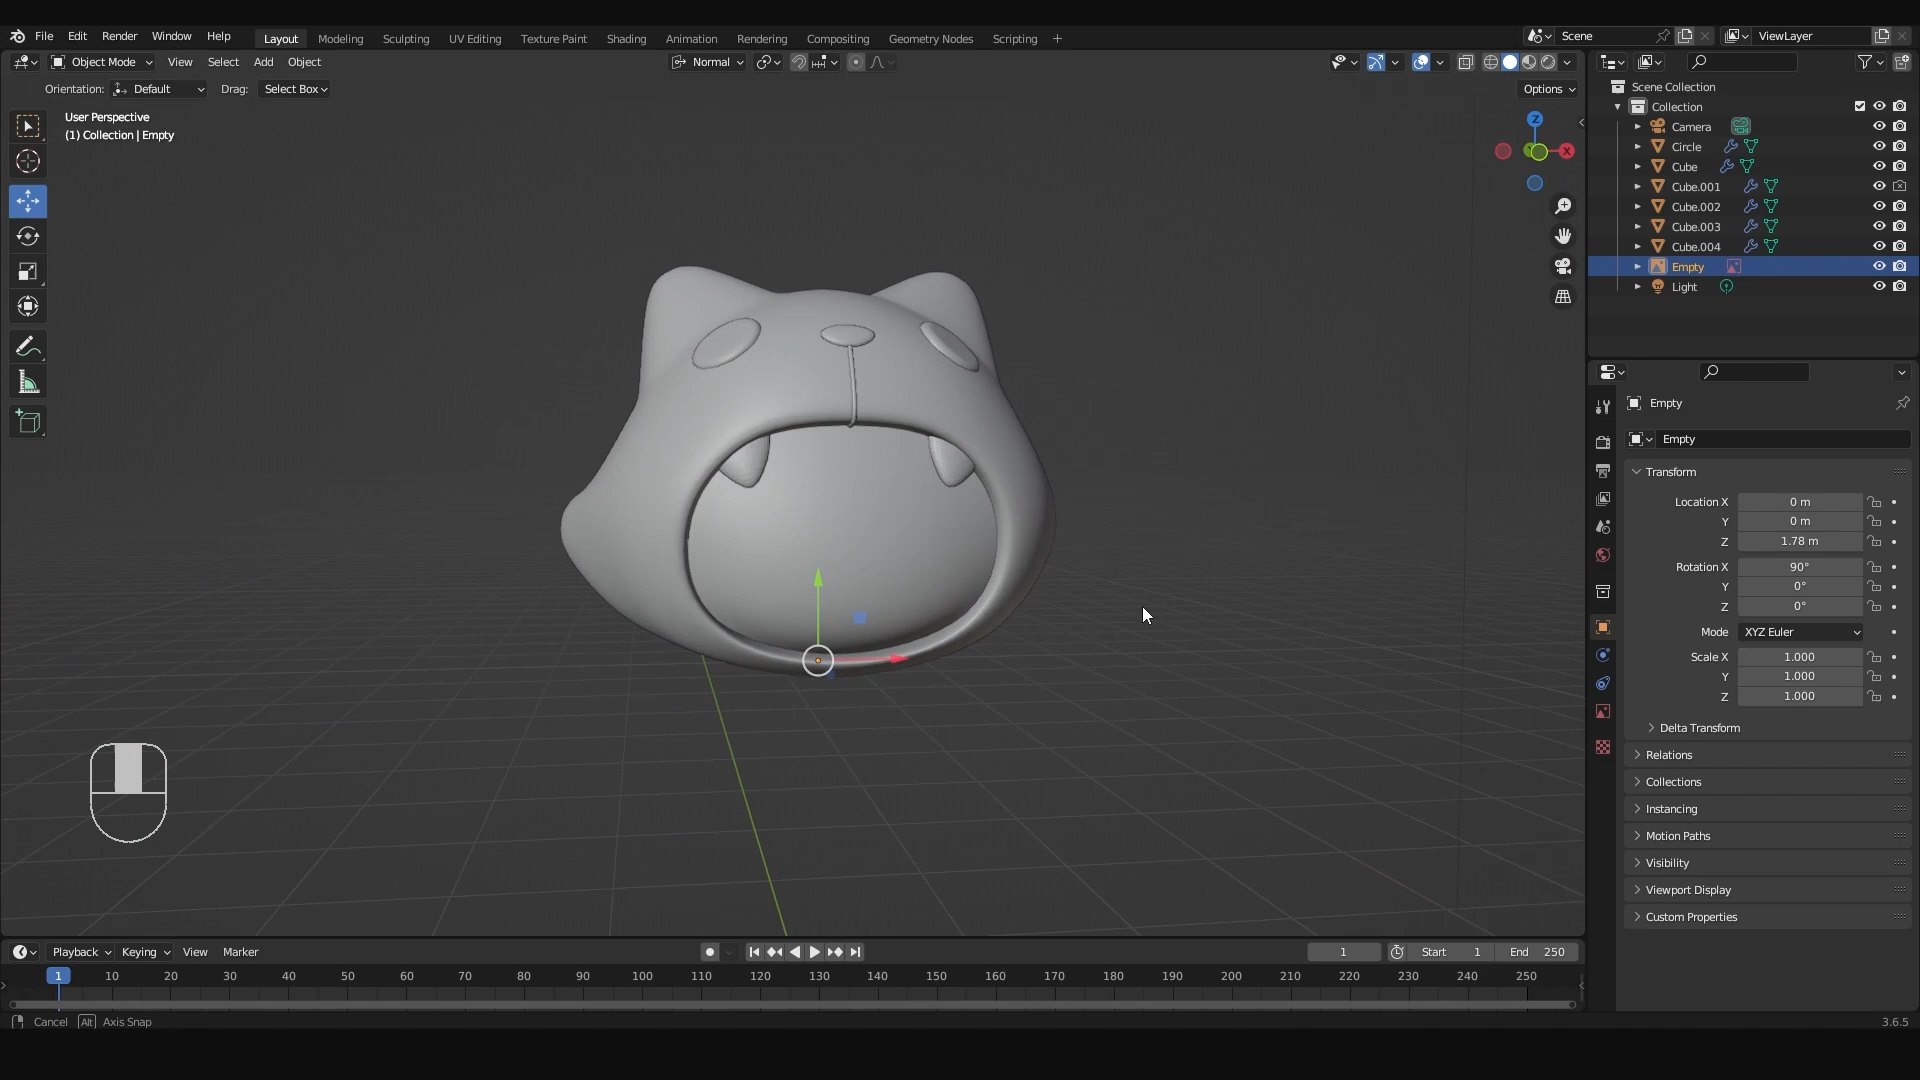 File Edit Render Window Help Layout Modeling Sculpting UV Editing Texture Paint Shading Animation Rendering Compositing Geometry Nodes Scripting + Scene ViewLayer
Object Mode View Select Add Object Normal
Orientation: Default Drag: Select Box Options
User Perspective
(1) Collection | Empty
Z
X
Scene Collection
Collection
Camera
Circle
Cube
Cube.001
Cube.002
Cube.003
Cube.004
Empty
Light
Empty
Empty
Transform
Location X 0 m
Y 0 m
Z 1.78 m
Rotation X 90°
Y 0°
Z 0°
Mode XYZ Euler
Scale X 1.000
Y 1.000
Z 1.000
Delta Transform
Relations
Collections
Instancing
Motion Paths
Visibility
Viewport Display
Custom Properties
Playback Keying View Marker 1 Start 1 End 250
1 10 20 30 40 50 60 70 80 90 100 110 120 130 140 150 160 170 180 190 200 210 220 230 240 250
Cancel Alt Axis Snap 3.6.5